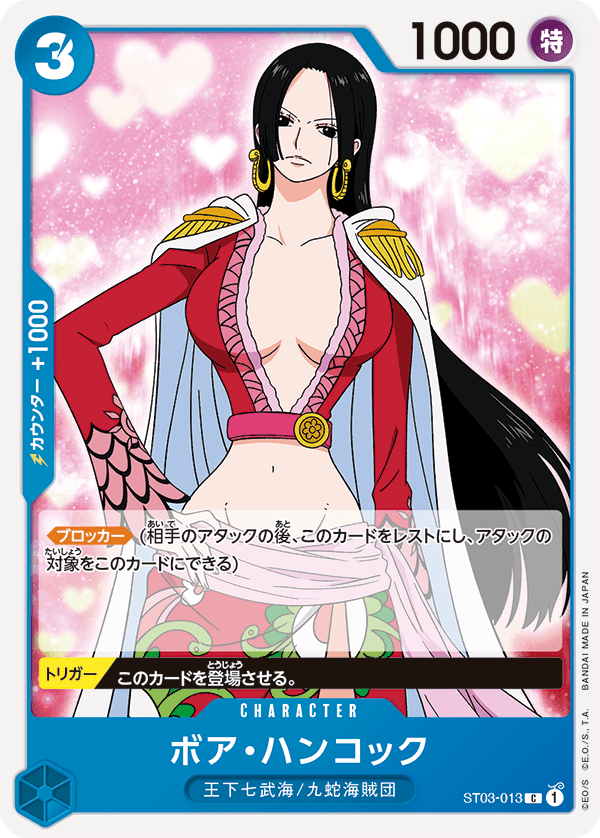 3
1000 特
カウンター +1000
ブロッカー (相手のアタックの後、このカードをレストにし、アタックの
対象をこのカードにできる)
トリガー このカードを登場させる。
CHARACTER
ボア・ハンコック
王下七武海/九蛇海賊団
ST03-013 C 1
©EO/S ©E.O./S., T.A. BANDAI MADE IN JAPAN